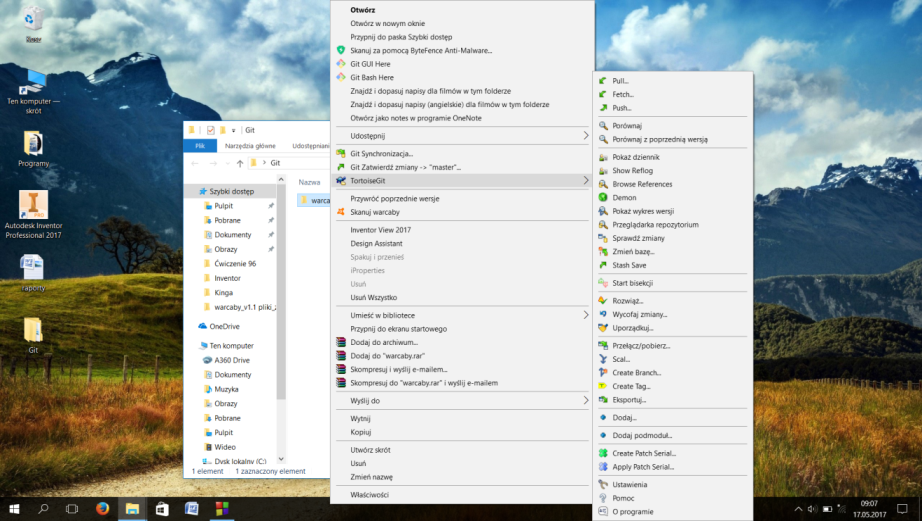 Kosz
Ten komputer —
skrót
Programy
Autodesk Inventor
Professional 2017
raporty
Git
Git
Plik
Narzędzia główne
Udostępniani
Git
Nazwa
warca
Szybki dostęp
Pulpit
Pobrane
Dokumenty
Obrazy
Ćwiczenie 96
Inventor
Kinga
warcaby_v1.1 pliki_z
OneDrive
Ten komputer
A360 Drive
Dokumenty
Muzyka
Obrazy
Pobrane
Pulpit
Wideo
Dysk lokalny (C:)
1 element
1 zaznaczony element
Otwórz
Otwórz w nowym oknie
Przypnij do paska Szybki dostęp
Skanuj za pomocą ByteFence Anti-Malware...
Git GUI Here
Git Bash Here
Znajdź i dopasuj napisy dla filmów w tym folderze
Znajdź i dopasuj napisy (angielskie) dla filmów w tym folderze
Otwórz jako notes w programie OneNote
Udostępnij
Git Synchronizacja...
Git Zatwierdź zmiany -> "master"...
TortoiseGit
Przywróć poprzednie wersje
Skanuj warcaby
Inventor View 2017
Design Assistant
Spakuj i przenieś
iProperties
Usuń
Usuń Wszystko
Umieść w bibliotece
Przypnij do ekranu startowego
Dodaj do archiwum...
Dodaj do "warcaby.rar"
Skompresuj i wyślij e-mailem...
Skompresuj do "warcaby.rar" i wyślij e-mailem
Wyślij do
Wytnij
Kopiuj
Utwórz skrót
Usuń
Zmień nazwę
Właściwości
Pull...
Fetch...
Push...
Porównaj
Porównaj z poprzednią wersją
Pokaż dziennik
Show Reflog
Browse References
Demon
Pokaż wykres wersji
Przeglądarka repozytorium
Sprawdź zmiany
Zmień bazę...
Stash Save
Start bisekcji
Rozwiąż...
Wycofaj zmiany...
Uporządkuj...
Przełącz/pobierz...
Scal...
Create Branch...
Create Tag...
Eksportuj...
Dodaj...
Dodaj podmoduł...
Create Patch Serial...
Apply Patch Serial...
Ustawienia
Pomoc
O programie
09:07
17.05.2017